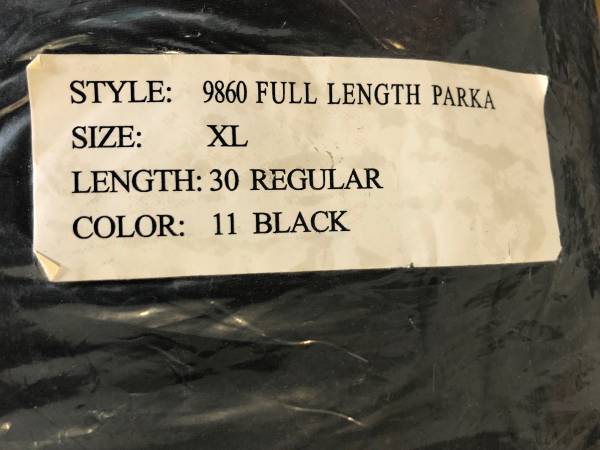 STYLE: 9860 FULL LENGTH PARKA
SIZE: XL
LENGTH: 30 REGULAR
COLOR: 11 BLACK